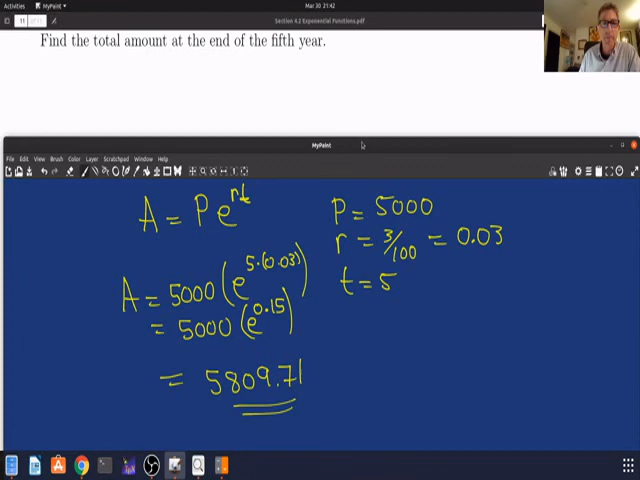 Activities
MyPaint
Mar 30 21:42
11
Section 4.2 Exponential Functions.pdf
Find the total amount at the end of the fifth year.
MyPaint
File Edit View Brush Color Layer Scratchpad Window Help
A = Pe^{rt}
P = 5000
r = 3/100 = 0.03
t = 5
A = 5000 (e^{5·(0.03)})
= 5000 (e^{0.15})
= 5809.71